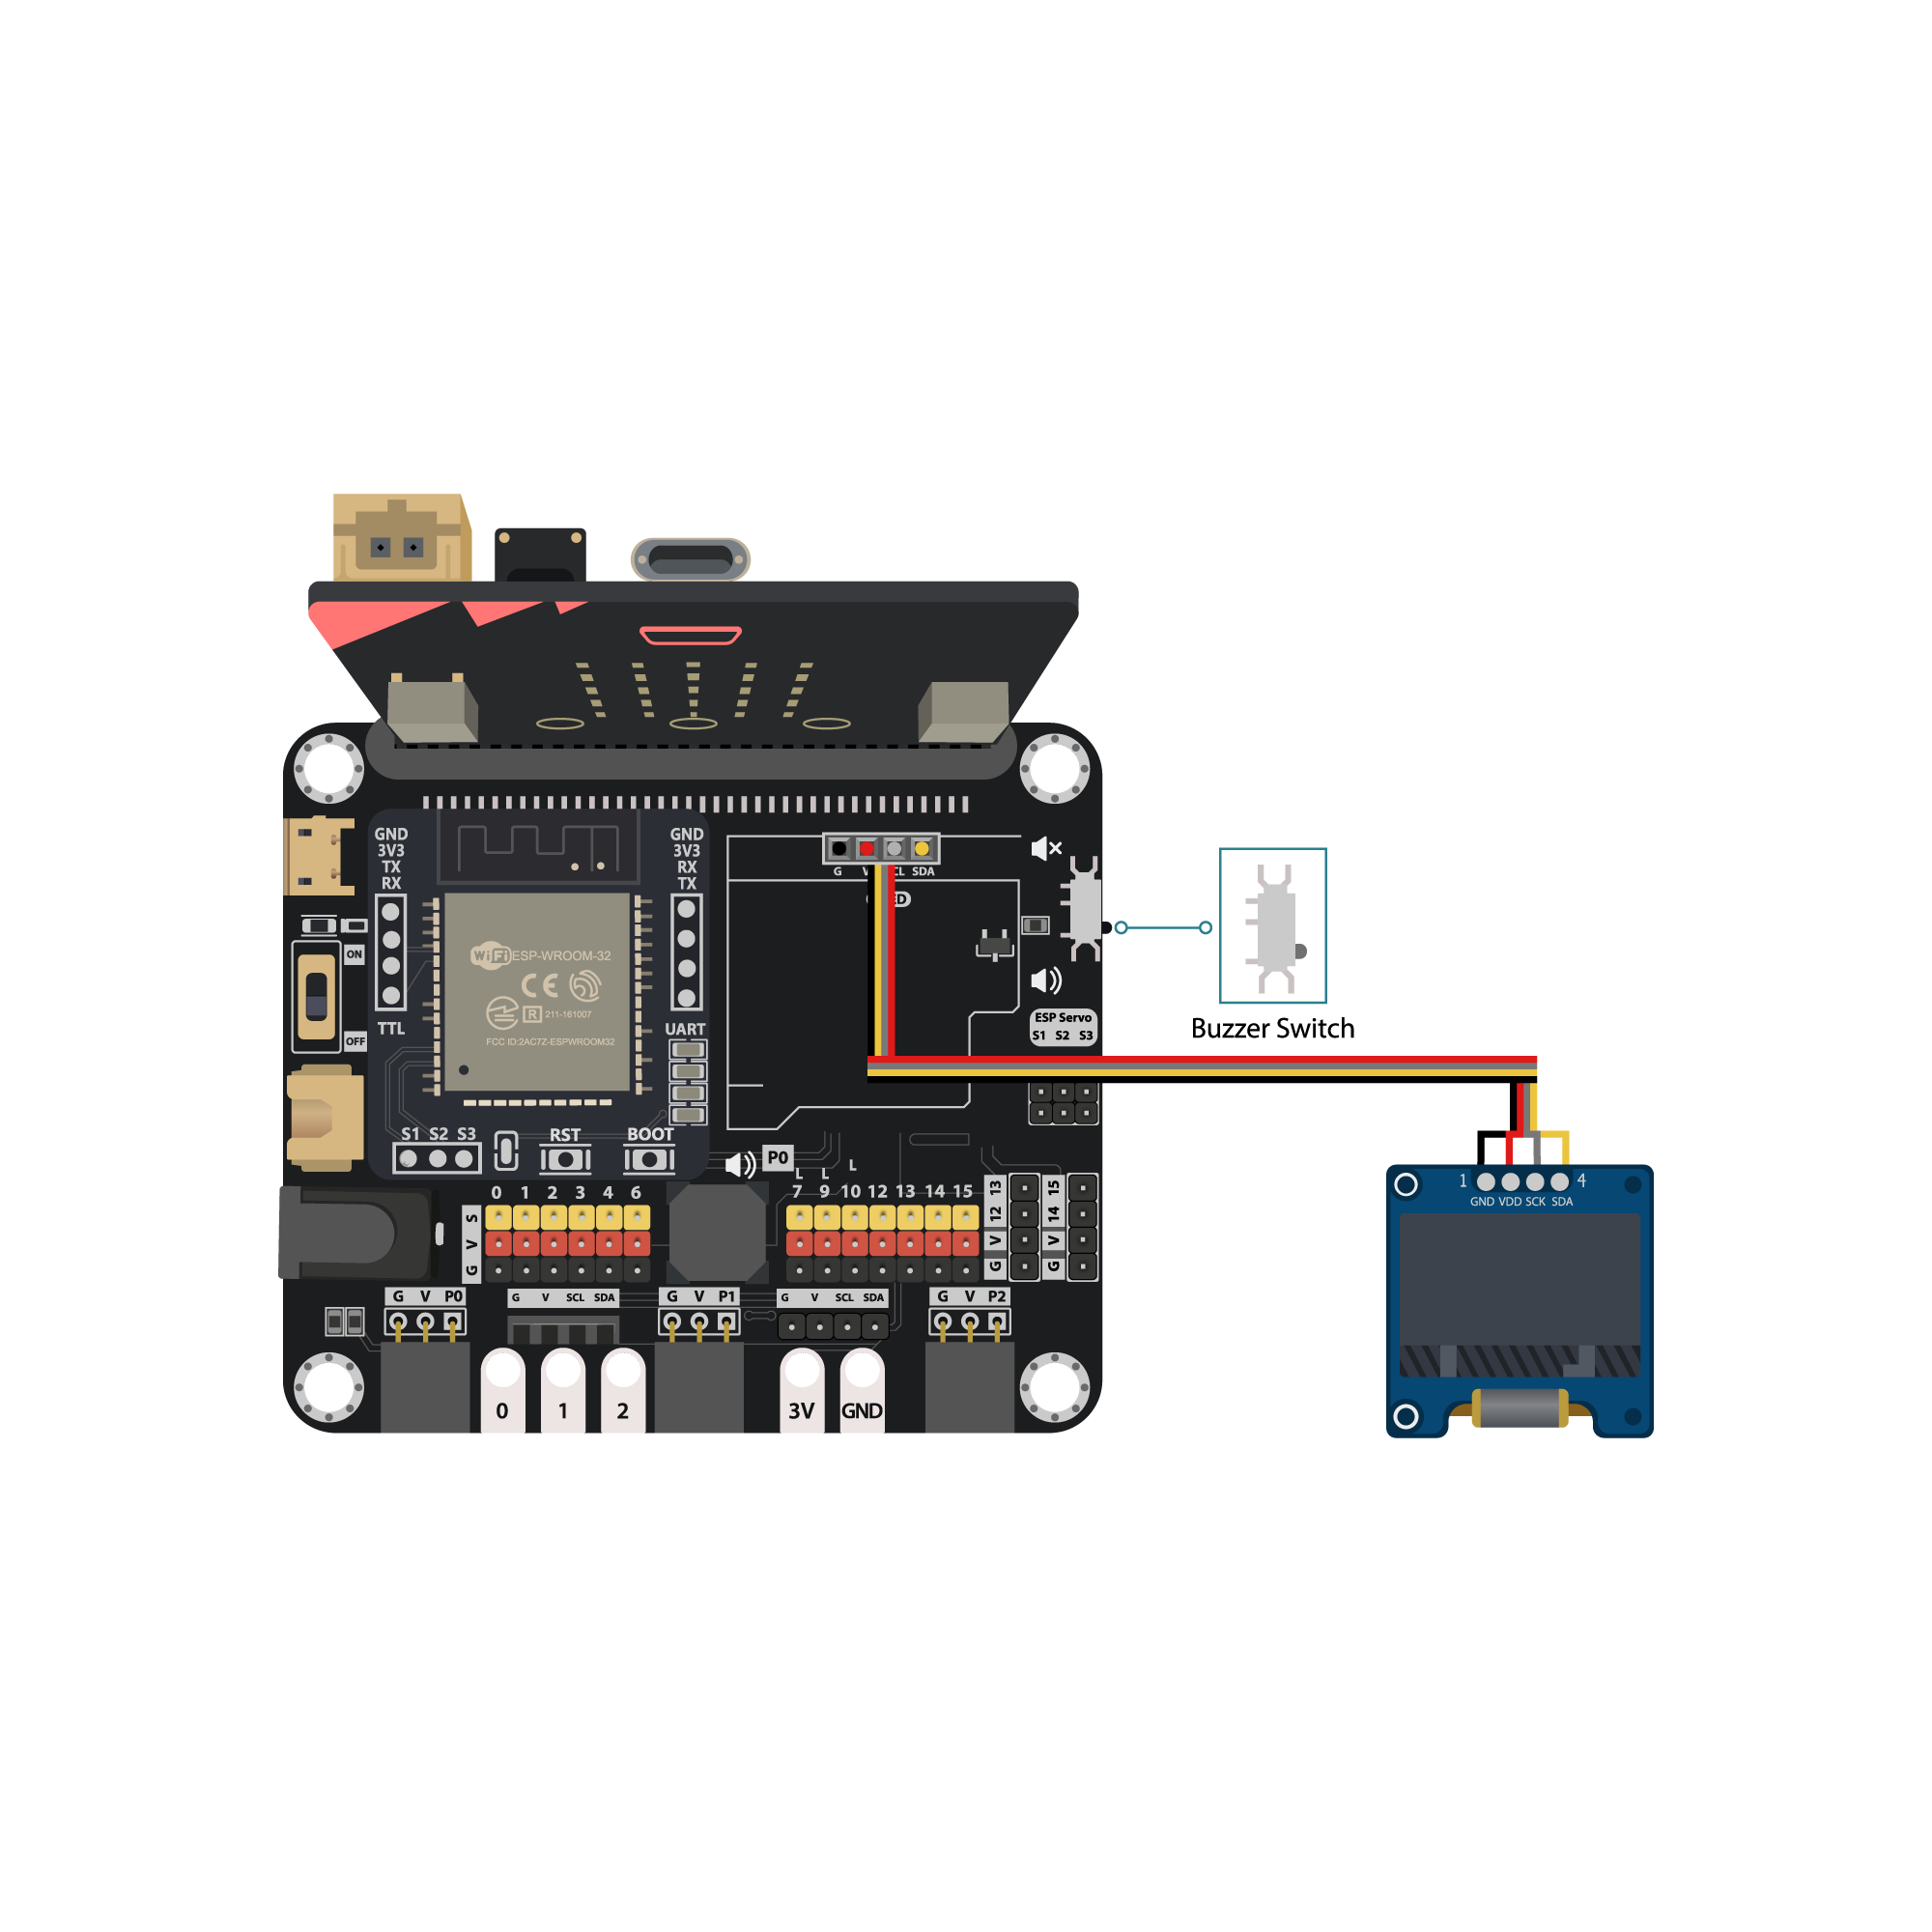 GND
3V3
TX
RX
GND
3V3
RX
TX
G
SDA
ON
OFF
TTL
UART
WiFi ESP-WROOM-32
CE
R 211-161007
FCC ID:2AC7Z-ESPWROOM32
ESP Servo
S1 S2 S3
Buzzer Switch
S1 S2 S3
RST
BOOT
P0
L L L
0 1 2 3 4 6
7 9 10 12 13 14 15
S
V
G
13
12
V
G
15
14
V
G
G V P0
G V SCL SDA
G V P1
G V SCL SDA
G V P2
0 1 2 3V GND
1 4
GND VDD SCK SDA